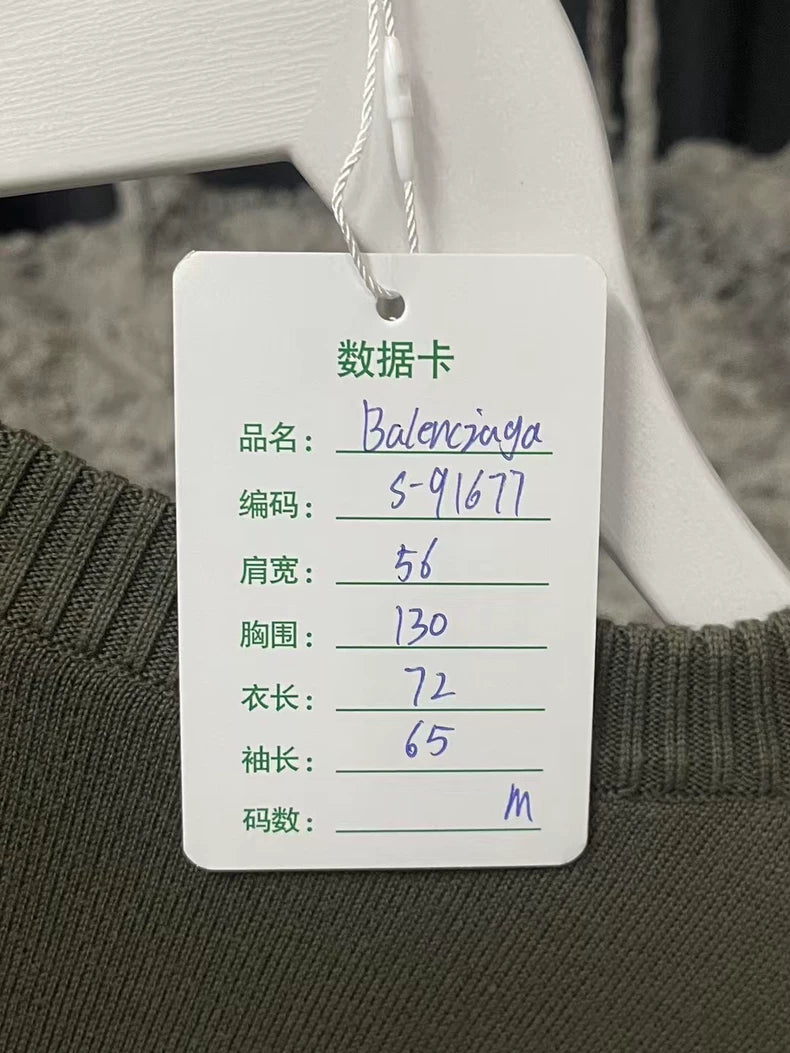 数据卡
品名： Balenciaga
编码： S-91677
肩宽： 56
胸围： 130
衣长： 72
袖长： 65
码数： M